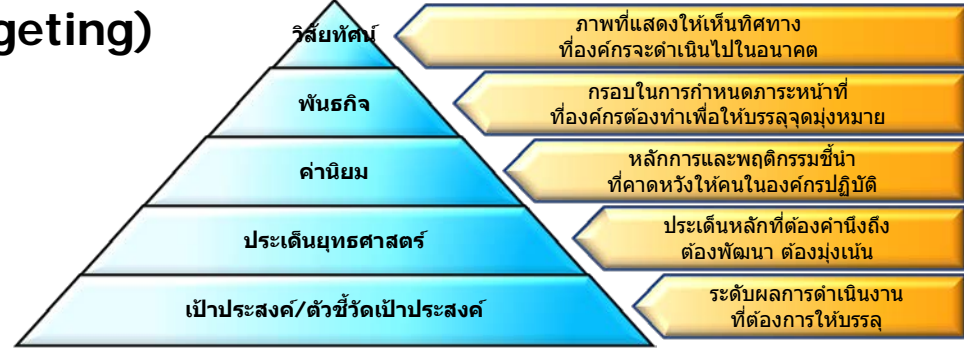 geting)
วิสัยทัศน์
ภาพที่แสดงให้เห็นทิศทาง
ที่องค์กรจะดำเนินไปในอนาคต
พันธกิจ
กรอบในการกำหนดภาระหน้าที่
ที่องค์กรต้องทำเพื่อให้บรรลุจุดมุ่งหมาย
ค่านิยม
หลักการและพฤติกรรมชี้นำ
ที่คาดหวังให้คนในองค์กรปฏิบัติ
ประเด็นยุทธศาสตร์
ประเด็นหลักที่ต้องคำนึงถึง
ต้องพัฒนา ต้องมุ่งเน้น
เป้าประสงค์/ตัวชี้วัดเป้าประสงค์
ระดับผลการดำเนินงาน
ที่ต้องการให้บรรลุ